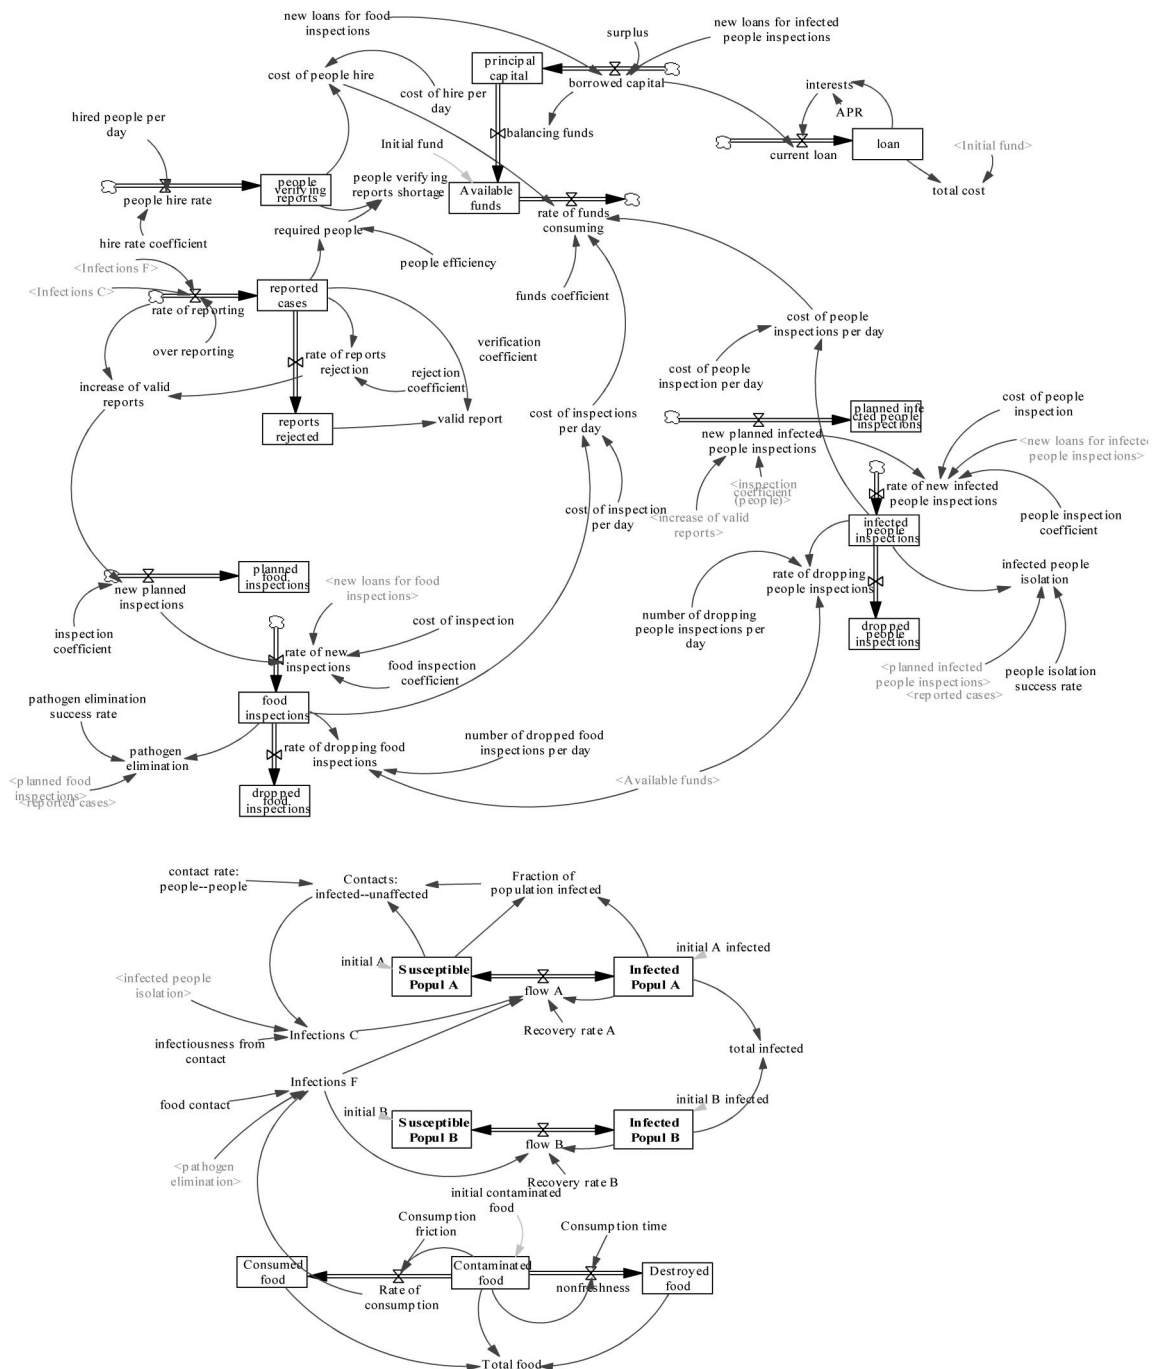 new loans for food
inspections
surplus
new loans for infected
people inspections
principal
capital
cost of people hire
borrowed capital
cost of hire per
day
interests
APR
hired people per
day
balancing funds
Initial fund
loan
current loan
<Initial fund>
total cost
people
verifying
reports
people verifying
reports shortage
Available
funds
people hire rate
rate of funds
consuming
required people
hire rate coefficient
people efficiency
<Infections F>
<Infections C>
reported
cases
funds coefficient
rate of reporting
cost of people
inspections per day
over reporting
verification
coefficient
rate of reports
rejection
rejection
coefficient
cost of people
inspection per day
increase of valid
reports
cost of inspections
per day
reports
rejected
valid report
planned infe
cted people
inspections
cost of people
inspection
new planned infected
people inspections
<new loans for infected
people inspections>
<inspection
coefficient
(people)>
rate of new infected
people inspections
cost of inspection
per day
<increase of valid
reports>
infected
people
inspections
people inspection
coefficient
planned
food
inspections
new planned
inspections
<new loans for food
inspections>
rate of dropping
people inspections
infected people
isolation
number of dropping
people inspections per
day
dropped
people
inspections
inspection
coefficient
cost of inspection
rate of new
inspections
food inspection
coefficient
<planned infected
people inspections>
<reported cases>
people isolation
success rate
pathogen elimination
success rate
food
inspections
rate of dropping food
inspections
number of dropped food
inspections per day
pathogen
elimination
<planned food
inspections>
<reported cases>
<Available funds>
dropped
food
inspections
contact rate:
people--people
Contacts:
infected--unaffected
Fraction of
population infected
initial A
initial A infected
Susceptible
Popul A
Infected
Popul A
<infected people
isolation>
flow A
Recovery rate A
Infections C
infectiousness from
contact
total infected
Infections F
food contact
initial B
initial B infected
Susceptible
Popul B
Infected
Popul B
flow B
<pathogen
elimination>
Recovery rate B
initial contaminated
food
Consumption
friction
Consumption time
Consumed
food
Contaminated
food
Destroyed
food
Rate of
consumption
nonfreshness
Total food